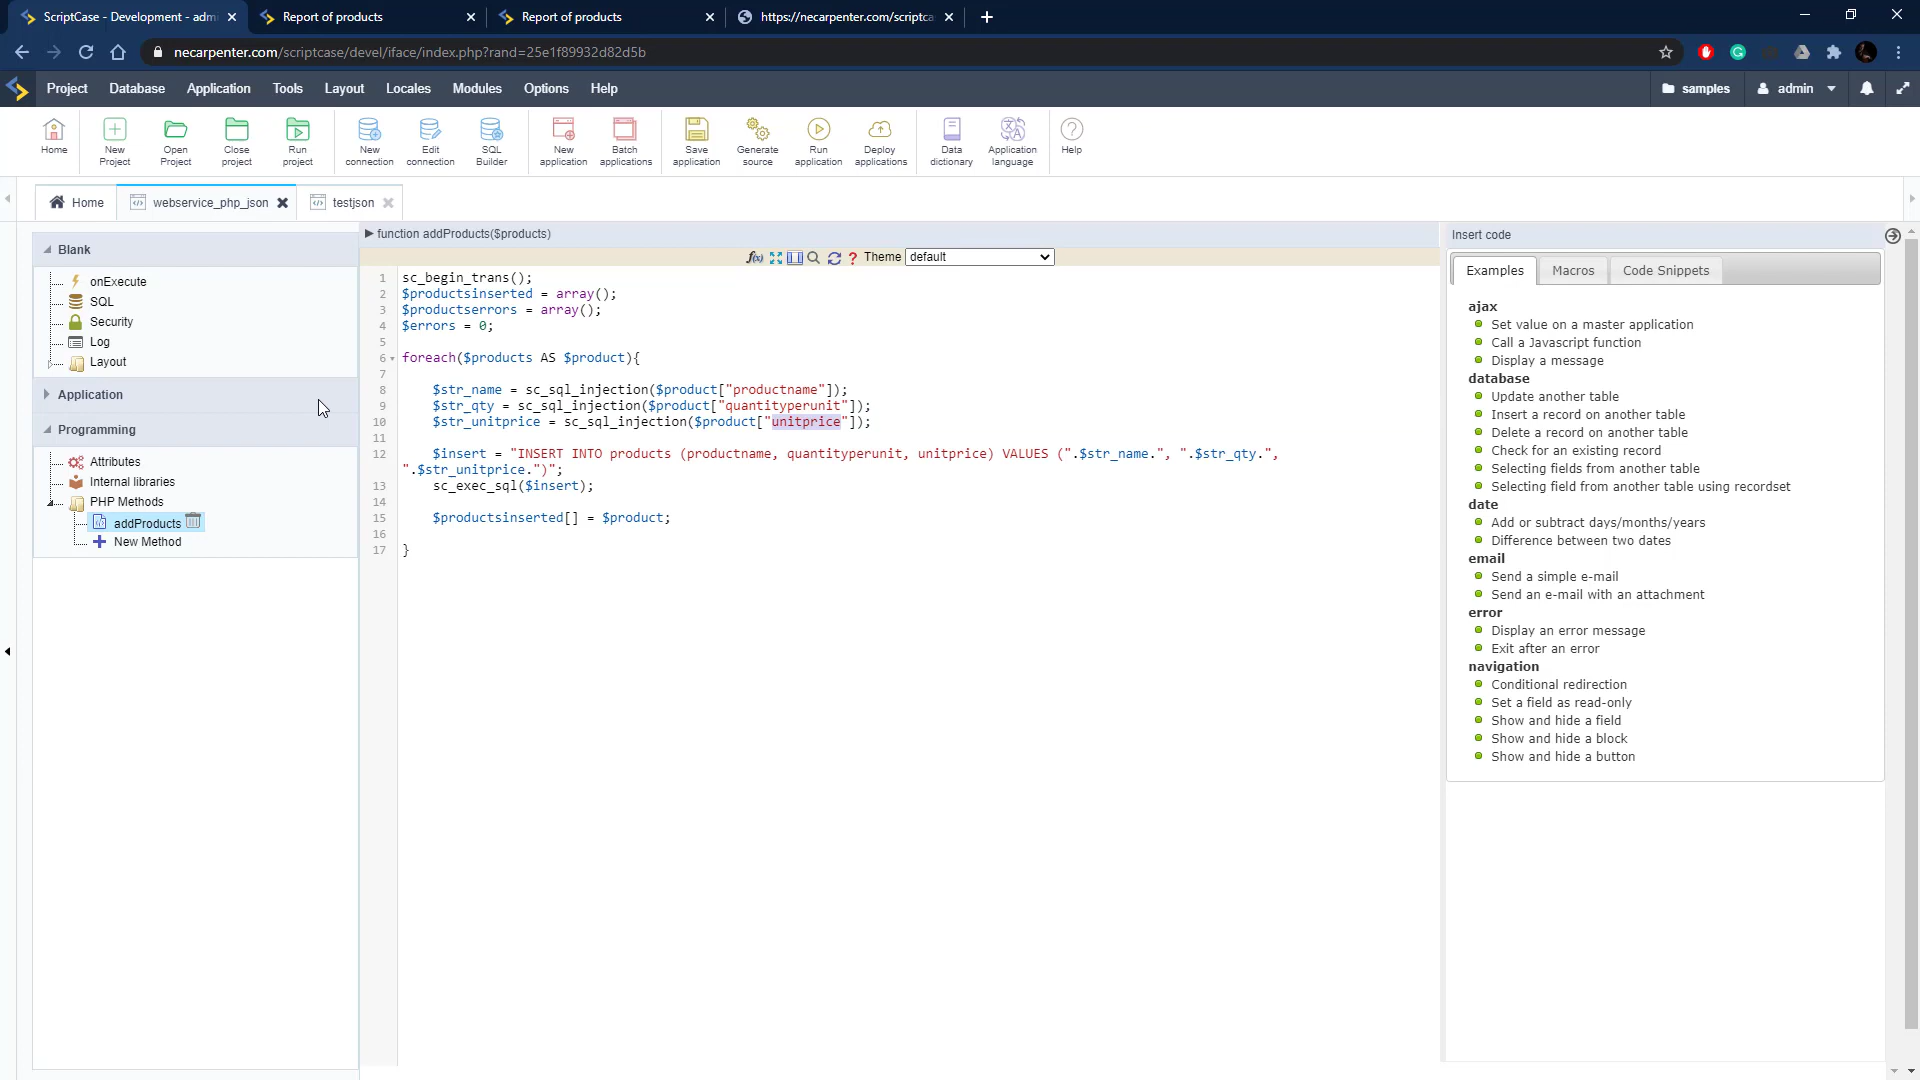 ScriptCase - Development - admi
Report of products
Report of products
https://necarpenter.com/scriptca
necarpenter.com/scriptcase/devel/iface/index.php?rand=25e1f89932d82d5b
Project Database Application Tools Layout Locales Modules Options Help samples admin
Home
New Project
Open Project
Close project
Run project
New connection
Edit connection
SQL Builder
New application
Batch applications
Save application
Generate source
Run application
Deploy applications
Data dictionary
Application language
Help
Home webservice_php_json testjson
Blank
onExecute
SQL
Security
Log
Layout
Application
Programming
Attributes
Internal libraries
PHP Methods
addProducts
New Method
function addProducts($products)
f(x) ? Theme default
1 sc_begin_trans();
2 $productsinserted = array();
3 $productserrors = array();
4 $errors = 0;
5
6 foreach($products AS $product){
7
8 $str_name = sc_sql_injection($product["productname"]);
9 $str_qty = sc_sql_injection($product["quantityperunit"]);
10 $str_unitprice = sc_sql_injection($product["unitprice"]);
11
12 $insert = "INSERT INTO products (productname, quantityperunit, unitprice) VALUES (".$str_name.", ".$str_qty.",
".$str_unitprice.")";
13 sc_exec_sql($insert);
14
15 $productsinserted[] = $product;
16
17 }
Insert code
Examples Macros Code Snippets
ajax
Set value on a master application
Call a Javascript function
Display a message
database
Update another table
Insert a record on another table
Delete a record on another table
Check for an existing record
Selecting fields from another table
Selecting field from another table using recordset
date
Add or subtract days/months/years
Difference between two dates
email
Send a simple e-mail
Send an e-mail with an attachment
error
Display an error message
Exit after an error
navigation
Conditional redirection
Set a field as read-only
Show and hide a field
Show and hide a block
Show and hide a button